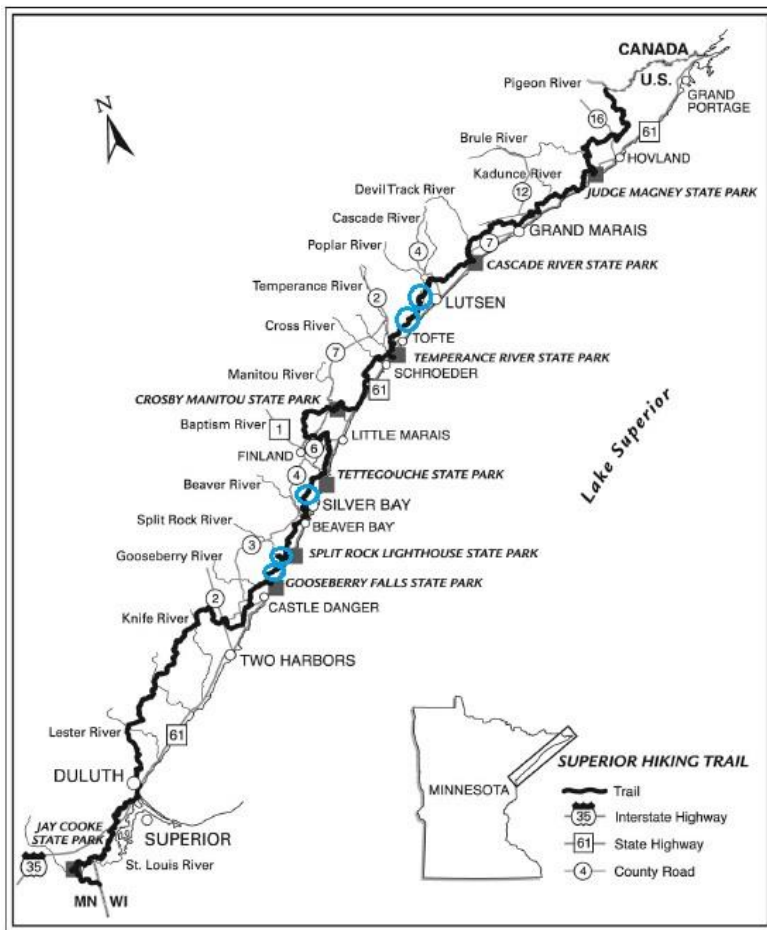 CANADA
U.S.
Pigeon River
GRAND
PORTAGE
16
61
Brule River
HOVLAND
Kadunce River
12
JUDGE MAGNEY STATE PARK
Devil Track River
Cascade River
4
GRAND MARAIS
7
Poplar River
CASCADE RIVER STATE PARK
Temperance River
2
LUTSEN
Cross River
TOFTE
TEMPERANCE RIVER STATE PARK
7
SCHROEDER
Manitou River
61
CROSBY MANITOU STATE PARK
Baptism River
1
LITTLE MARAIS
6
FINLAND
4
TETTEGOUCHE STATE PARK
Beaver River
SILVER BAY
Split Rock River
BEAVER BAY
3
Gooseberry River
SPLIT ROCK LIGHTHOUSE STATE PARK
GOOSEBERRY FALLS STATE PARK
2
CASTLE DANGER
Knife River
TWO HARBORS
Lake Superior
N
Lester River
61
DULUTH
JAY COOKE
STATE PARK
SUPERIOR
35
St. Louis River
MN WI
MINNESOTA
SUPERIOR HIKING TRAIL
Trail
35 Interstate Highway
61 State Highway
4 County Road